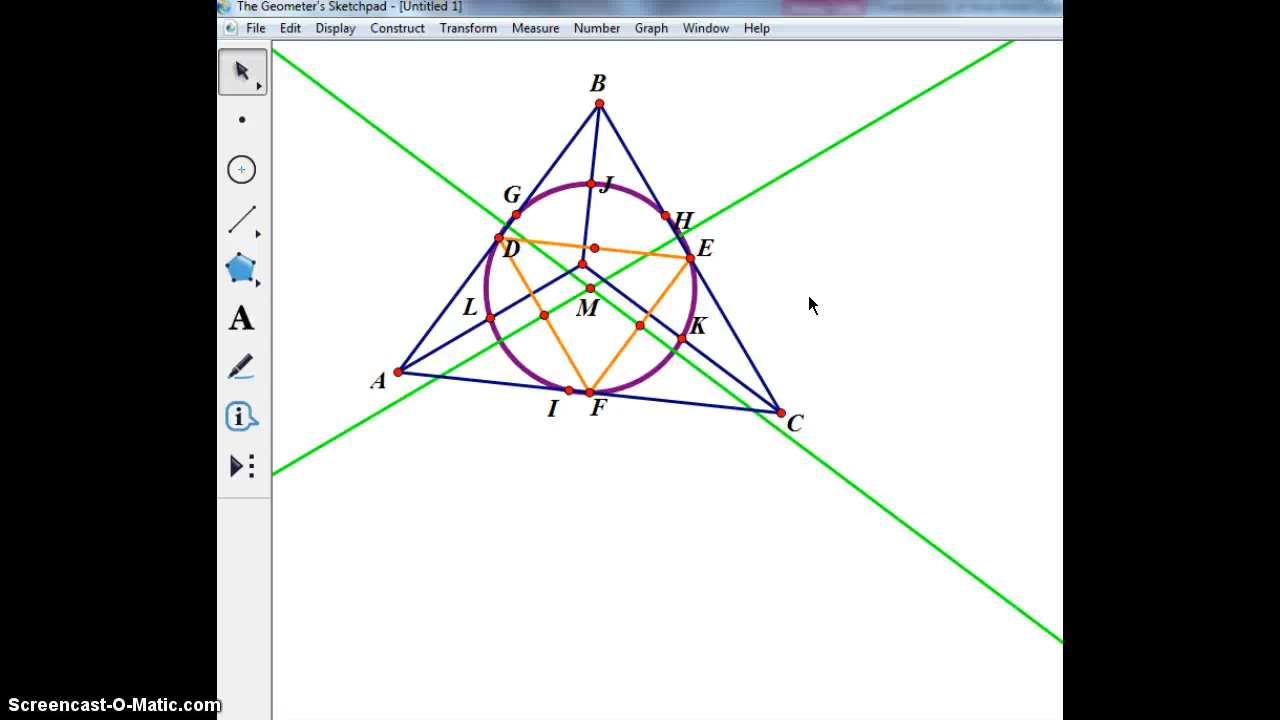 The Geometer's Sketchpad - [Untitled 1]
File Edit Display Construct Transform Measure Number Graph Window Help
B
G
J
H
D
E
L
M
K
A
I
F
C
A
Screencast-O-Matic.com